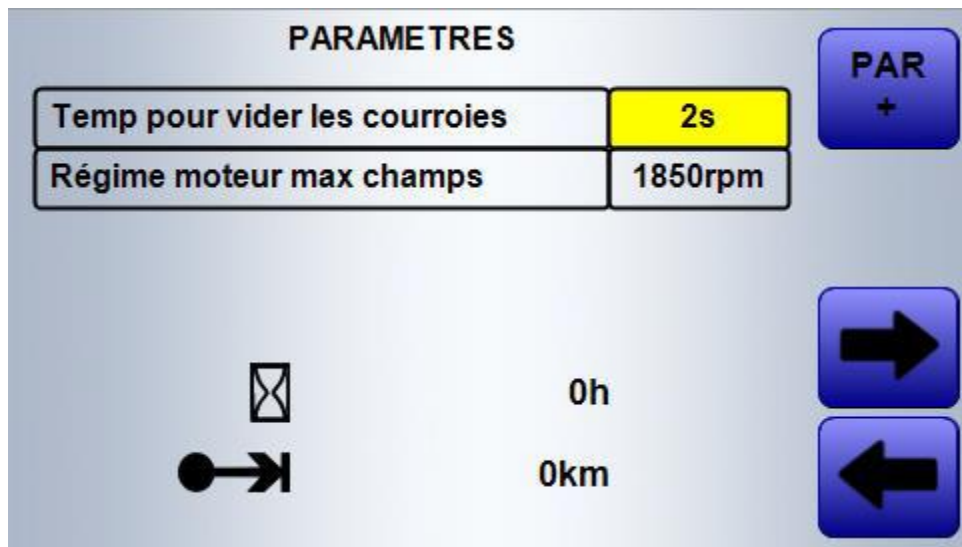 PARAMETRES
PAR
+
Temp pour vider les courroies 2s
Régime moteur max champs 1850rpm
0h
0km